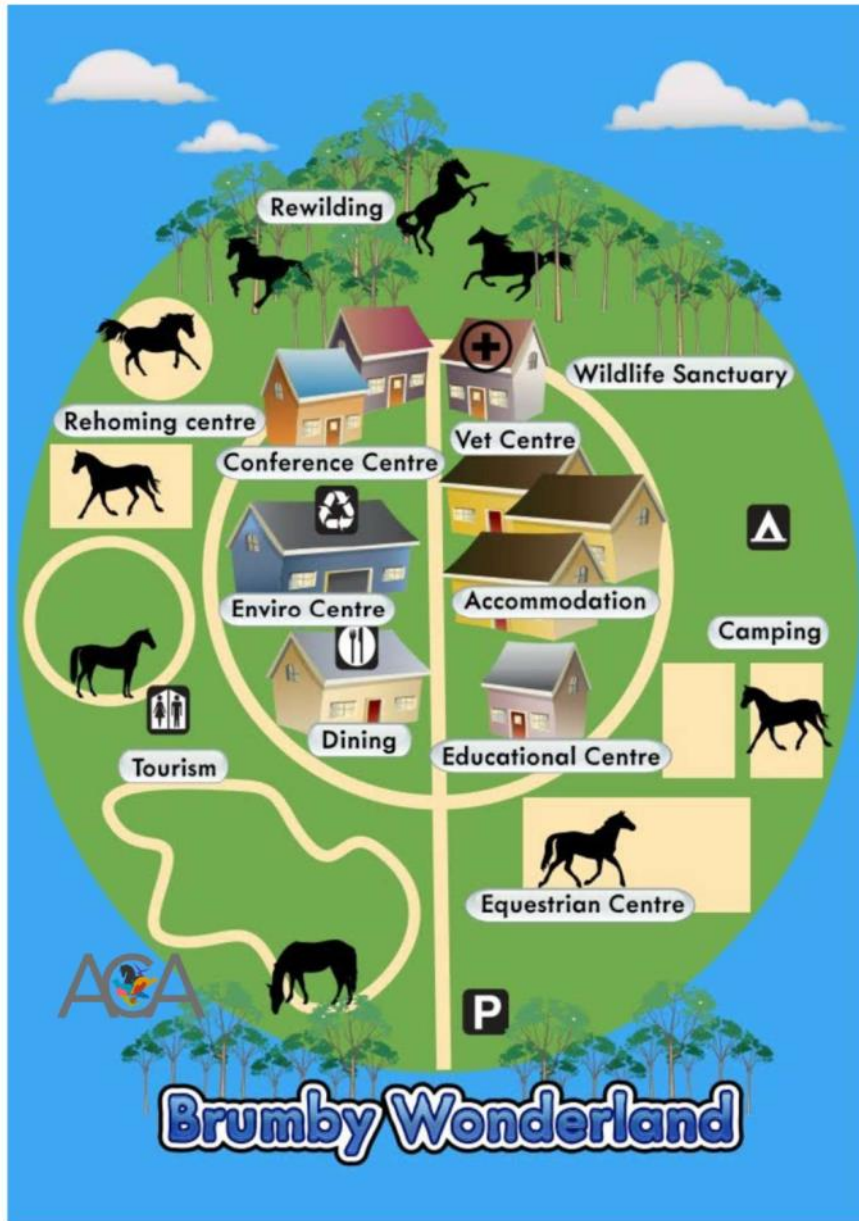 Rewilding
Wildlife Sanctuary
Rehoming centre
Vet Centre
Conference Centre
Enviro Centre
Accommodation
Camping
Dining
Educational Centre
Tourism
Equestrian Centre
ACA
P
Brumby Wonderland